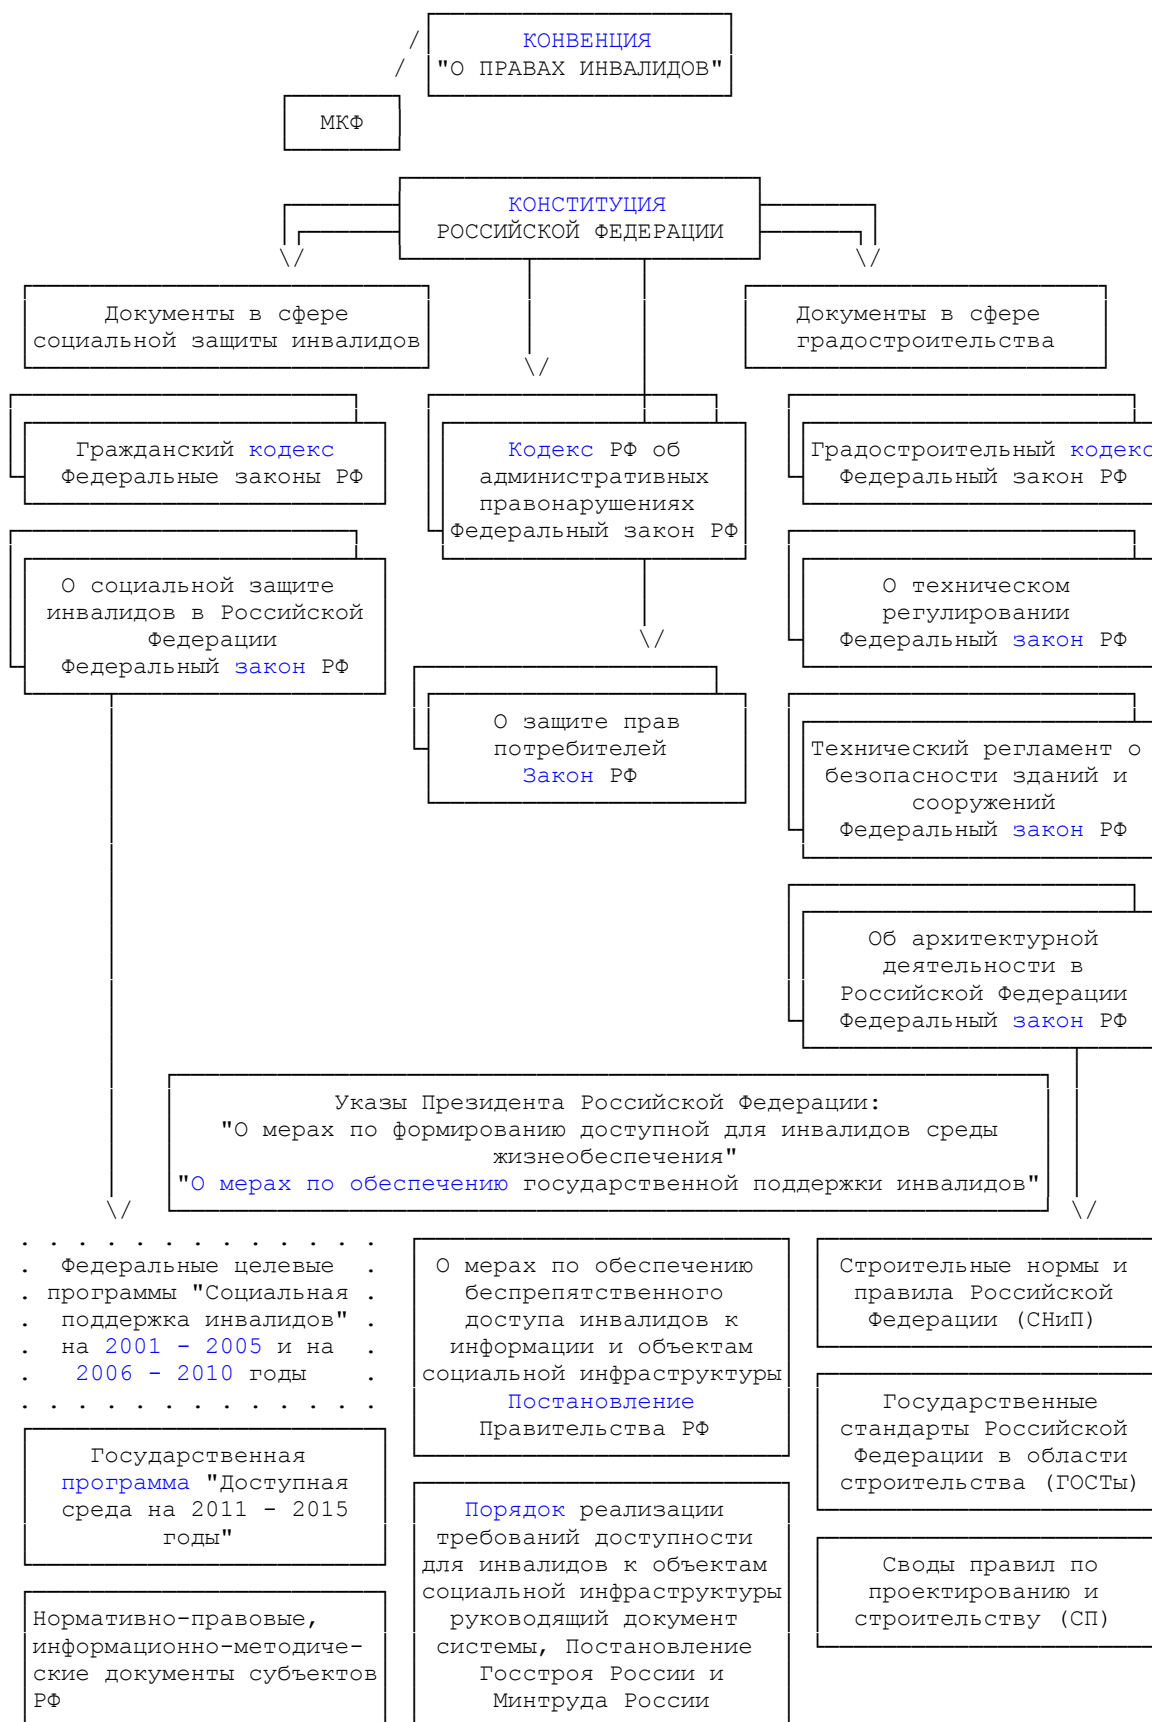 КОНВЕНЦИЯ
"О ПРАВАХ ИНВАЛИДОВ"
МКФ
КОНСТИТУЦИЯ
РОССИЙСКОЙ ФЕДЕРАЦИИ
Документы в сфере
социальной защиты инвалидов
Документы в сфере
градостроительства
Гражданский кодекс
Федеральные законы РФ
Кодекс РФ об
административных
правонарушениях
Федеральный закон РФ
Градостроительный кодекс
Федеральный закон РФ
О социальной защите
инвалидов в Российской
Федерации
Федеральный закон РФ
О техническом
регулировании
Федеральный закон РФ
О защите прав
потребителей
Закон РФ
Технический регламент о
безопасности зданий и
сооружений
Федеральный закон РФ
Об архитектурной
деятельности в
Российской Федерации
Федеральный закон РФ
Указы Президента Российской Федерации:
"О мерах по формированию доступной для инвалидов среды
жизнеобеспечения"
"О мерах по обеспечению государственной поддержки инвалидов"
Федеральные целевые
программы "Социальная
поддержка инвалидов"
на 2001 - 2005 и на
2006 - 2010 годы
О мерах по обеспечению
беспрепятственного
доступа инвалидов к
информации и объектам
социальной инфраструктуры
Постановление
Правительства РФ
Строительные нормы и
правила Российской
Федерации (СНиП)
Государственные
стандарты Российской
Федерации в области
строительства (ГОСТы)
Государственная
программа "Доступная
среда на 2011 - 2015
годы"
Порядок реализации
требований доступности
для инвалидов к объектам
социальной инфраструктуры
руководящий документ
системы, Постановление
Госстроя России и
Минтруда России
Своды правил по
проектированию и
строительству (СП)
Нормативно-правовые,
информационно-методиче-
ские документы субъектов
РФ